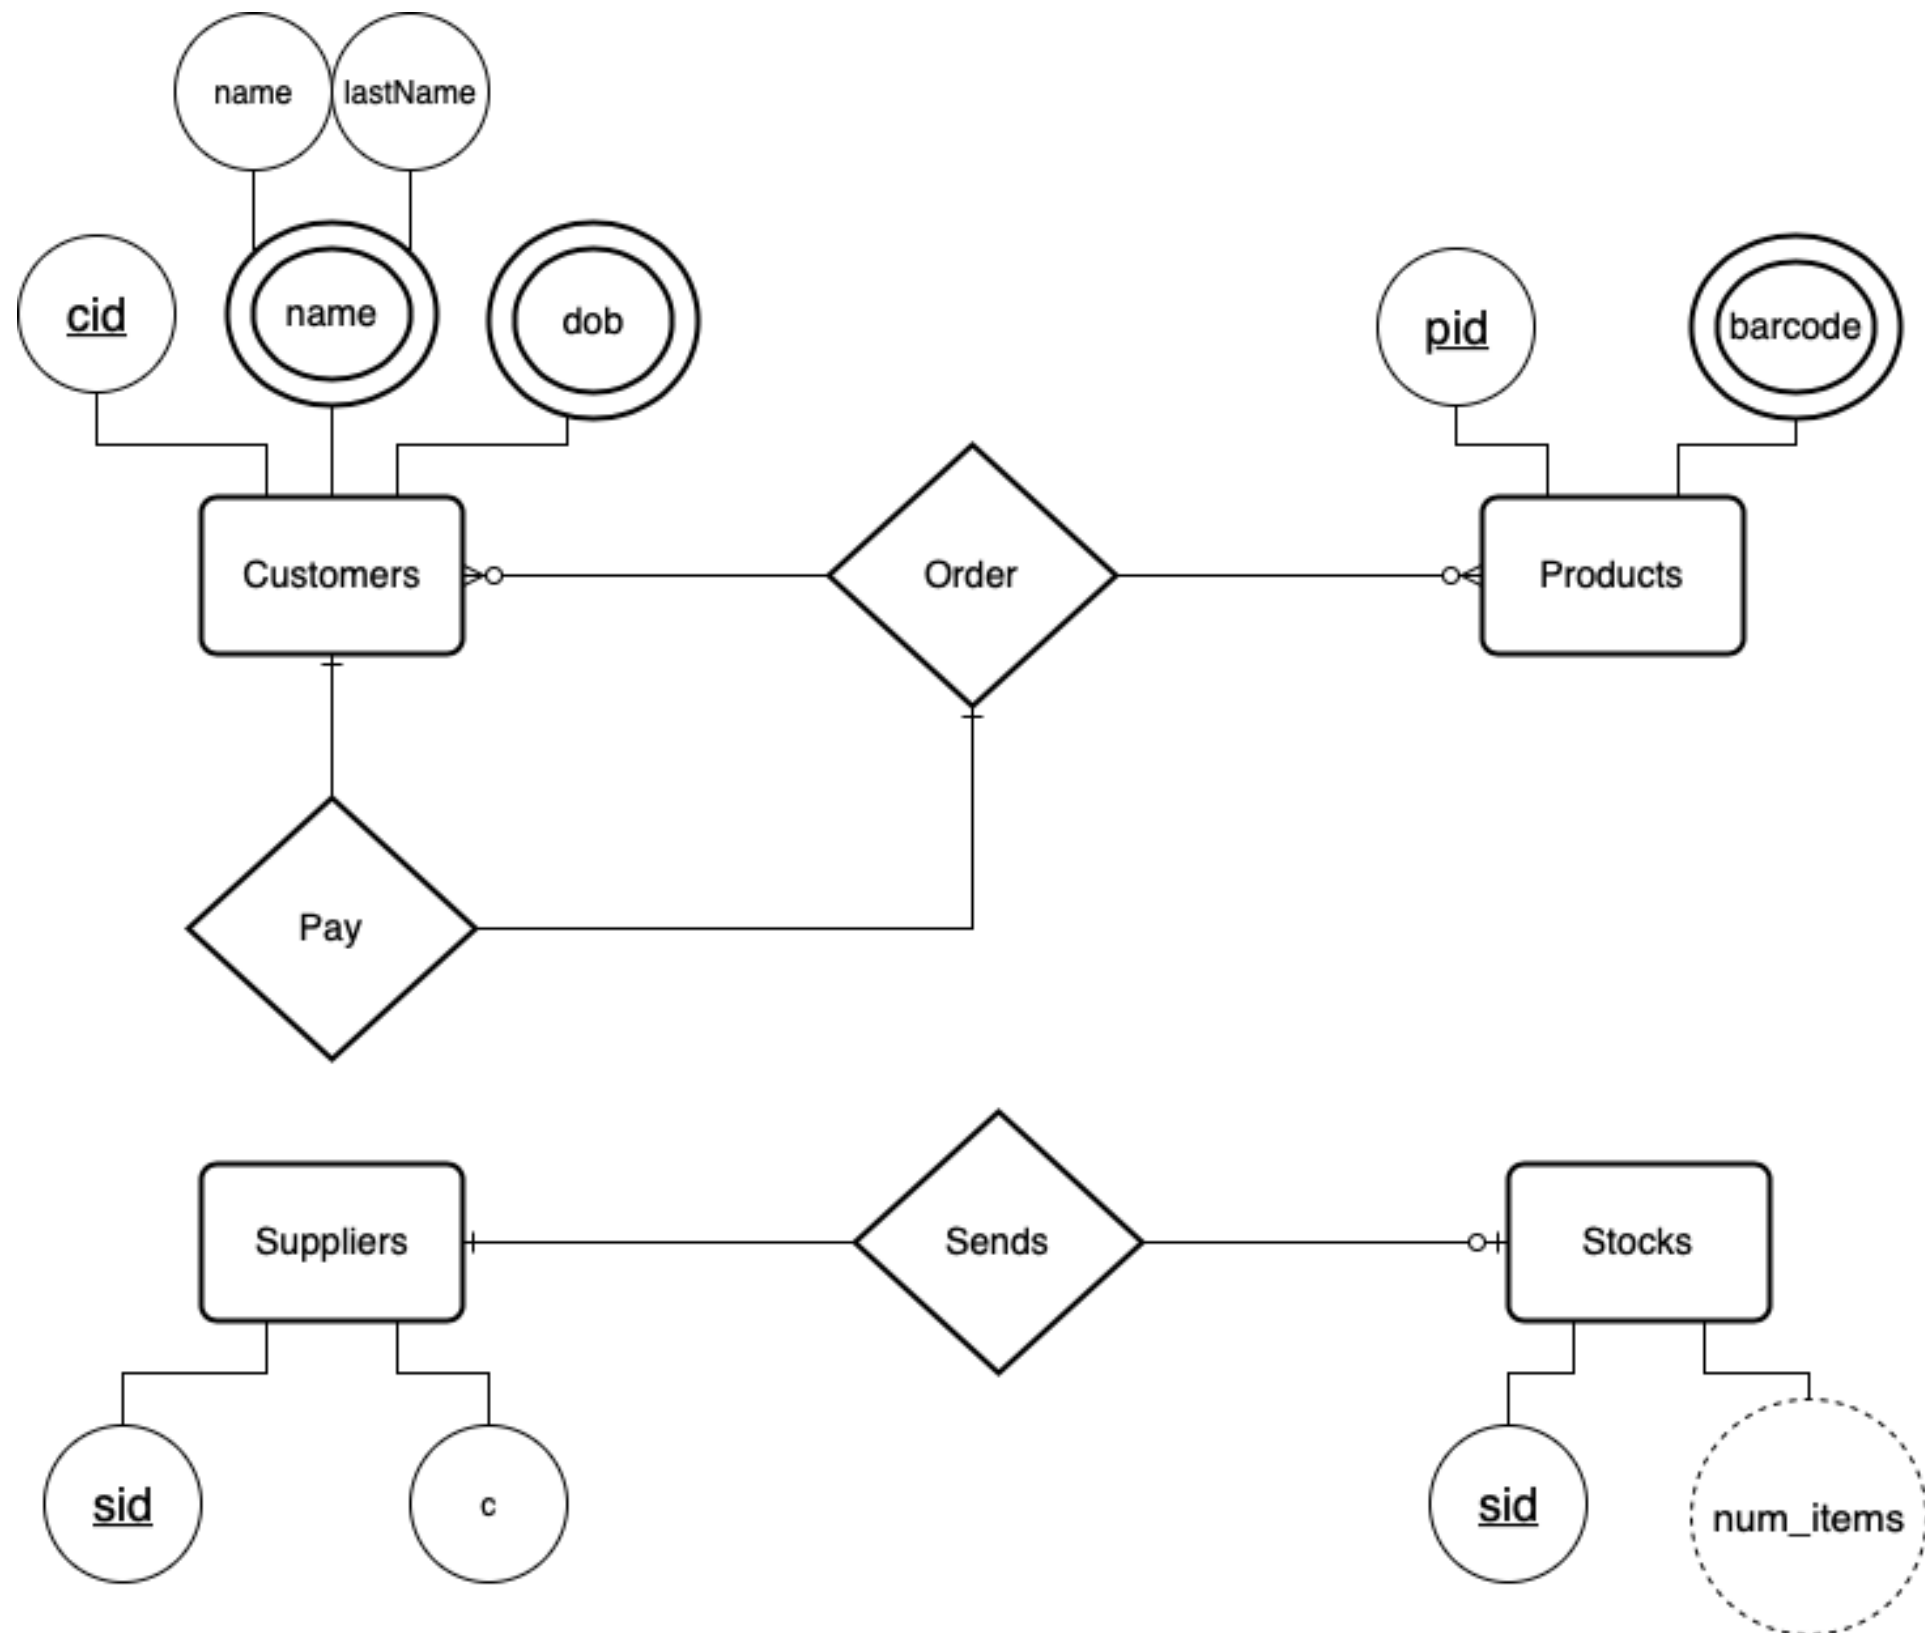 name
lastName
cid
name
dob
pid
barcode
Customers
Order
Products
Pay
Suppliers
Sends
Stocks
sid
c
sid
num_items